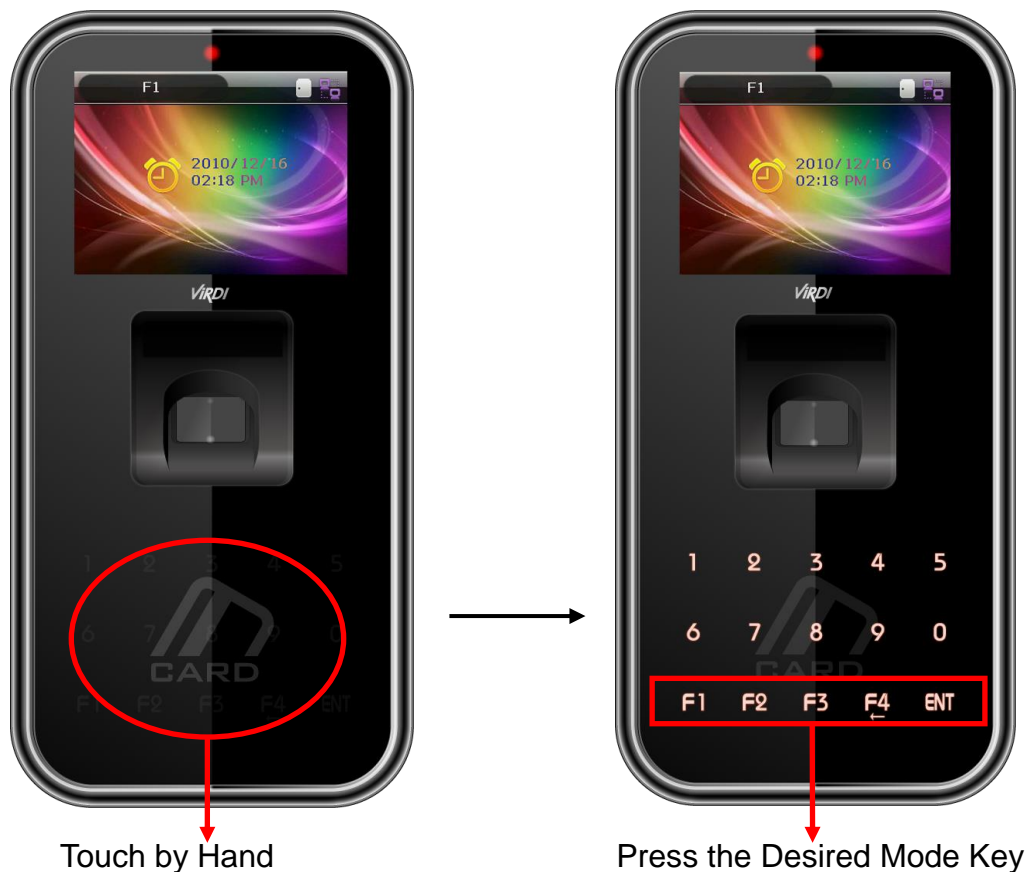 F1
2010/12/16
02:18 PM
ViRDI
1 2 3 4 5
6 7 8 9 0
CARD
F1 F2 F3 F4 ENT
Touch by Hand
F1
2010/12/16
02:18 PM
ViRDI
1 2 3 4 5
6 7 8 9 0
CARD
F1 F2 F3 F4 ENT
←
Press the Desired Mode Key